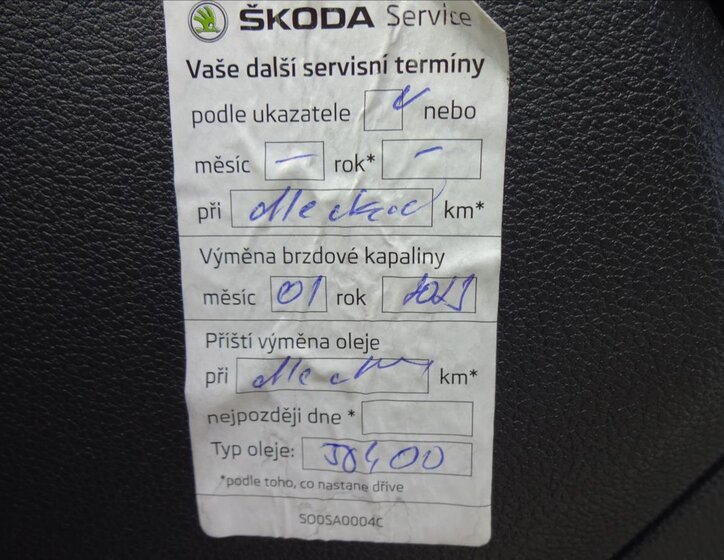 ŠKODA Service
Vaše další servisní termíny
podle ukazatele nebo
měsíc — rok* —
při km*
Výměna brzdové kapaliny
měsíc 01 rok
Příští výměna oleje
při km*
nejpozději dne *
Typ oleje:
*podle toho, co nastane dříve
S00SA0004C